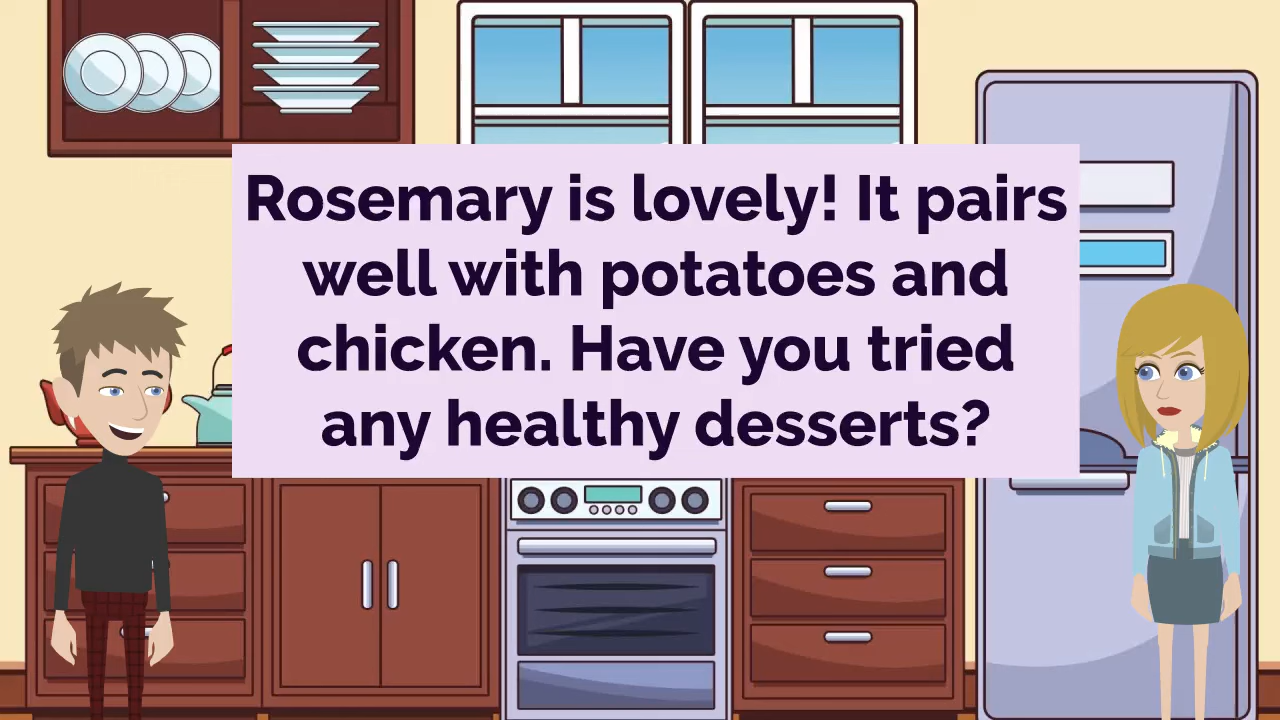 Rosemary is lovely! It pairs
well with potatoes and
chicken. Have you tried
any healthy desserts?